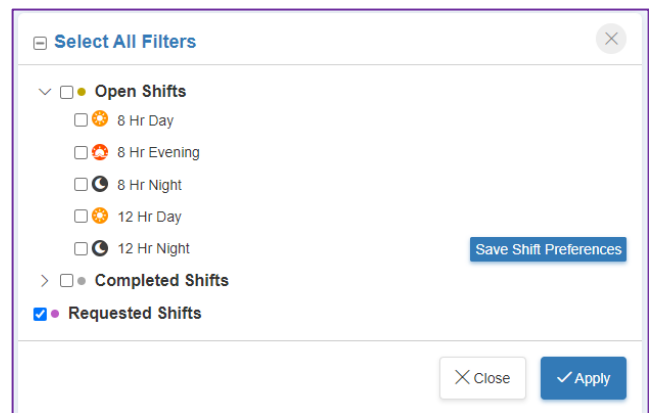 Select All Filters
Open Shifts
8 Hr Day
8 Hr Evening
8 Hr Night
12 Hr Day
12 Hr Night
Save Shift Preferences
Completed Shifts
Requested Shifts
Close
Apply